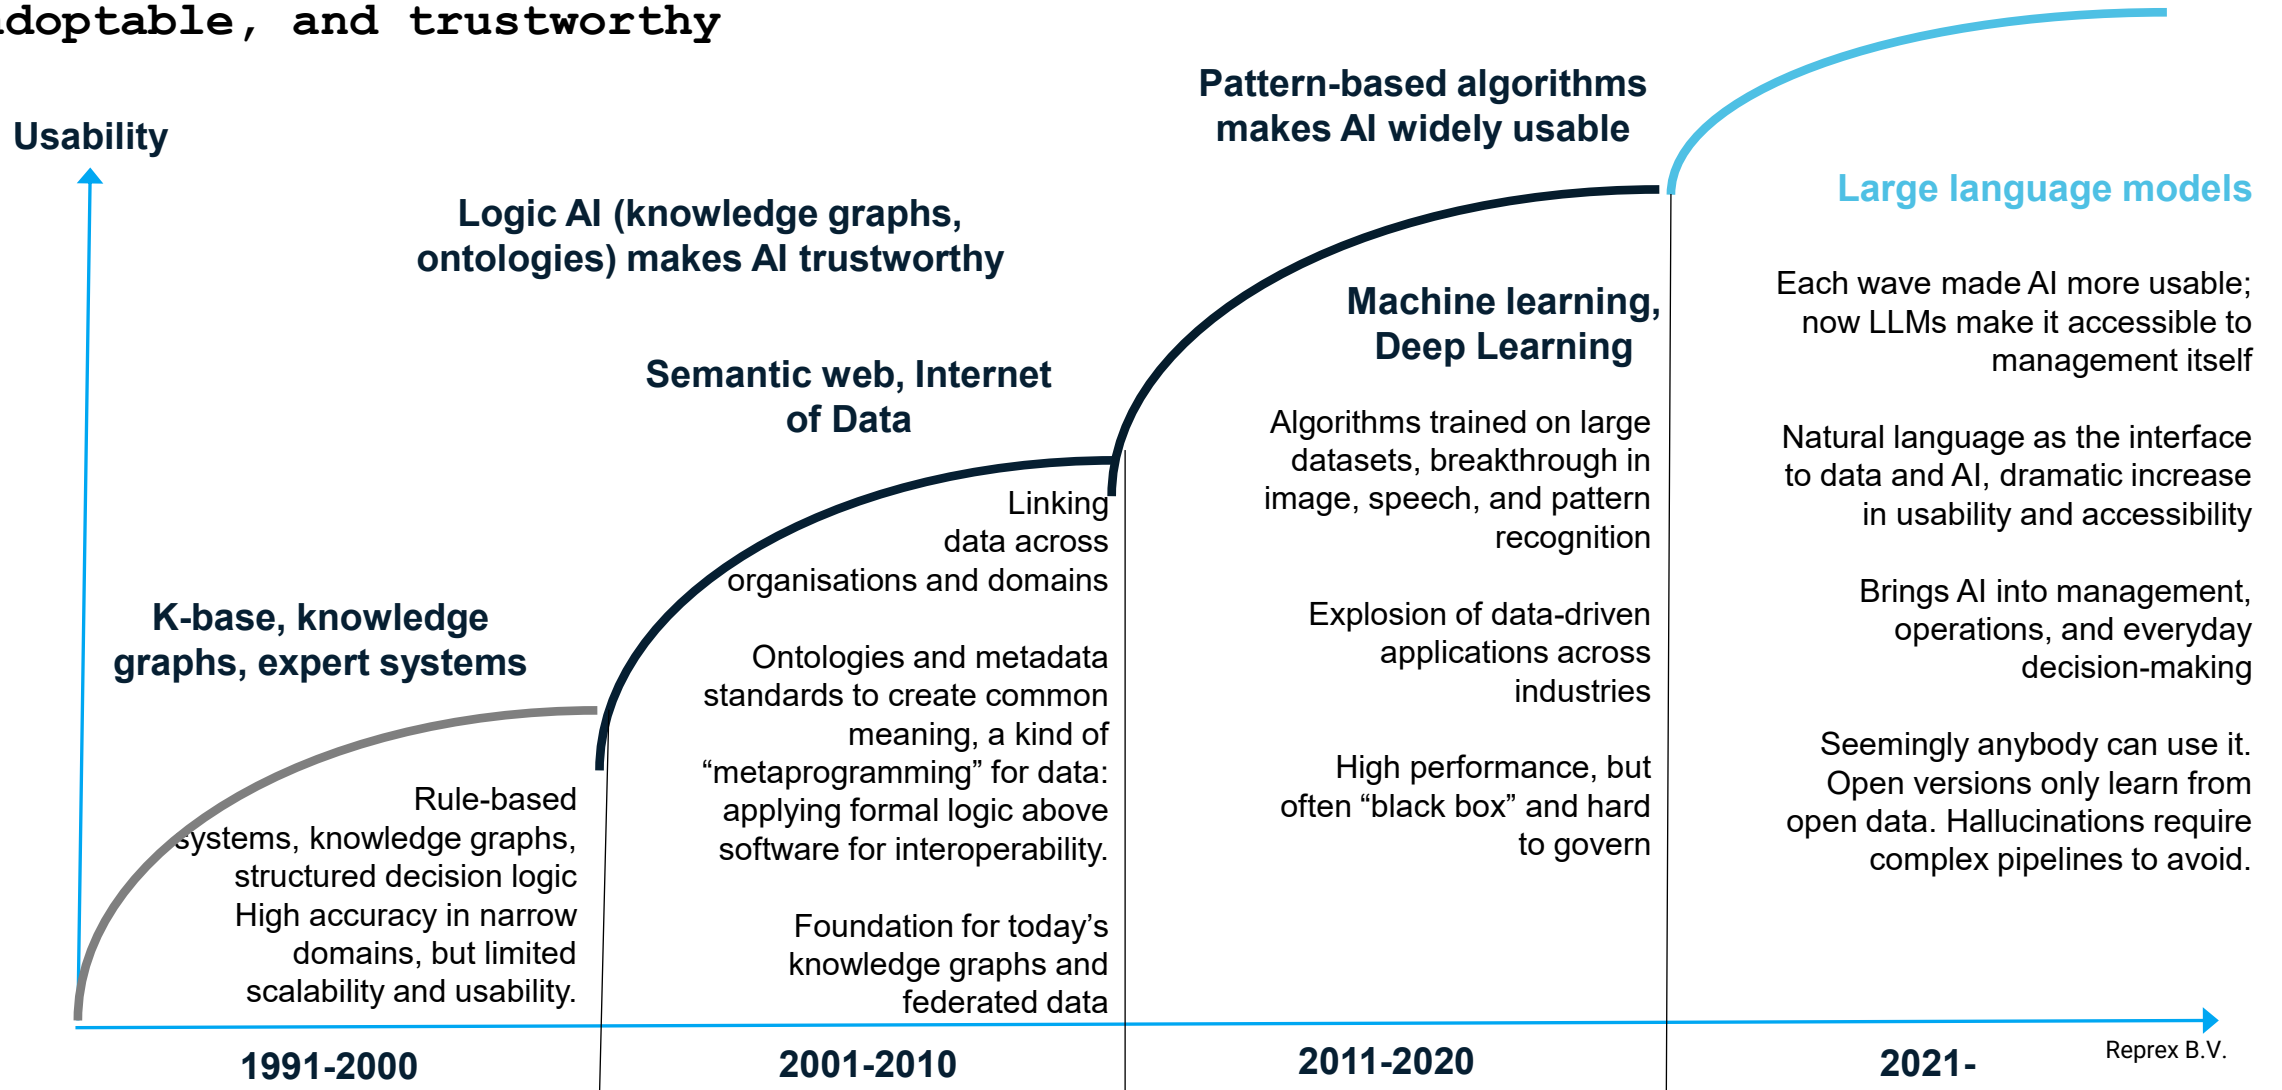 adoptable, and trustworthy
Usability
Pattern-based algorithms
makes AI widely usable
Logic AI (knowledge graphs,
ontologies) makes AI trustworthy
K-base, knowledge
graphs, expert systems
Rule-based
systems, knowledge graphs,
structured decision logic
High accuracy in narrow
domains, but limited
scalability and usability.
Semantic web, Internet
of Data
Linking
data across
organisations and domains
Ontologies and metadata
standards to create common
meaning, a kind of
“metaprogramming” for data:
applying formal logic above
software for interoperability.
Foundation for today’s
knowledge graphs and
federated data
Machine learning,
Deep Learning
Algorithms trained on large
datasets, breakthrough in
image, speech, and pattern
recognition
Explosion of data-driven
applications across
industries
High performance, but
often “black box” and hard
to govern
Large language models
Each wave made AI more usable;
now LLMs make it accessible to
management itself
Natural language as the interface
to data and AI, dramatic increase
in usability and accessibility
Brings AI into management,
operations, and everyday
decision-making
Seemingly anybody can use it.
Open versions only learn from
open data. Hallucinations require
complex pipelines to avoid.
1991-2000
2001-2010
2011-2020
2021-
Reprex B.V.